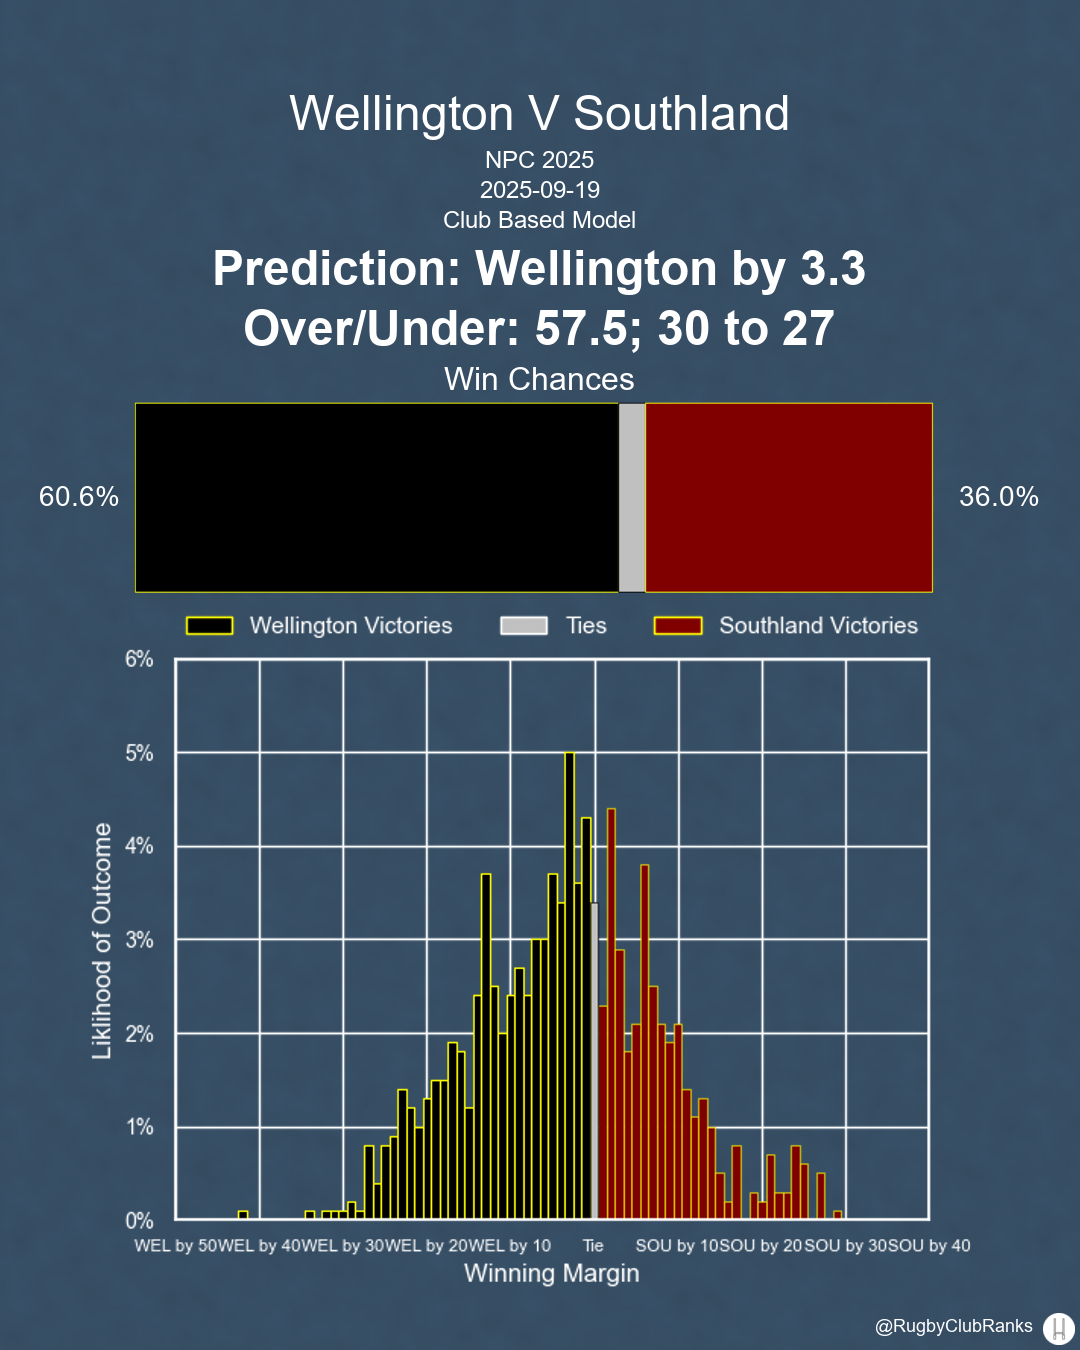 Wellington V Southland
NPC 2025
2025-09-19
Club Based Model
Prediction: Wellington by 3.3
Over/Under: 57.5; 30 to 27
Win Chances
60.6%
36.0%
Wellington Victories
Ties
Southland Victories
6%
5%
4%
3%
2%
1%
0%
Liklihood of Outcome
WEL by 50
WEL by 40
WEL by 30
WEL by 20
WEL by 10
Tie
SOU by 10
SOU by 20
SOU by 30
SOU by 40
Winning Margin
@RugbyClubRanks